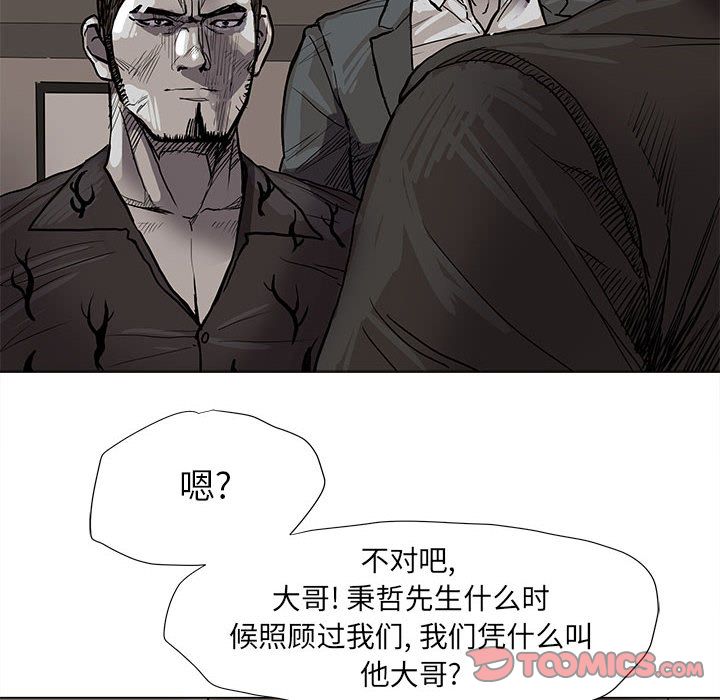 嗯?
不对吧,
大哥! 秉哲先生什么时
候照顾过我们, 我们凭什么叫
他大哥?
TOOMICS.COM